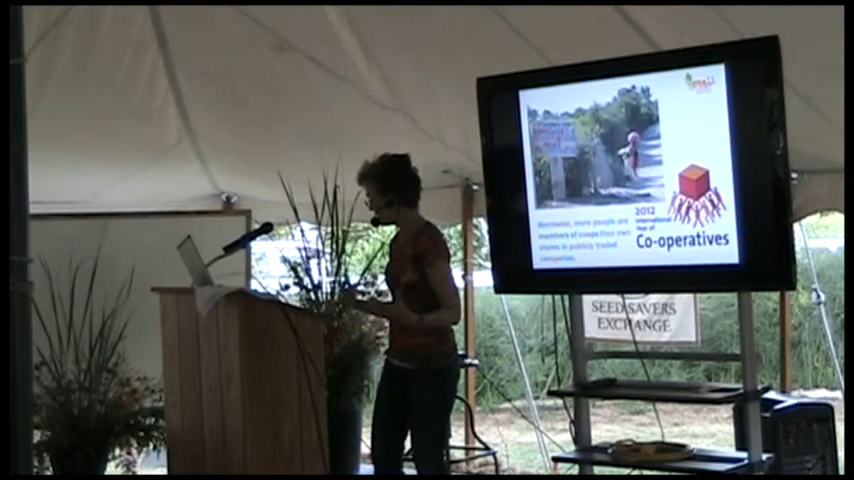 Worldwide, more people are
members of coops than own
shares in publicly traded
companies.
2012
International
Year of
Co-operatives
SEED SAVERS
EXCHANGE